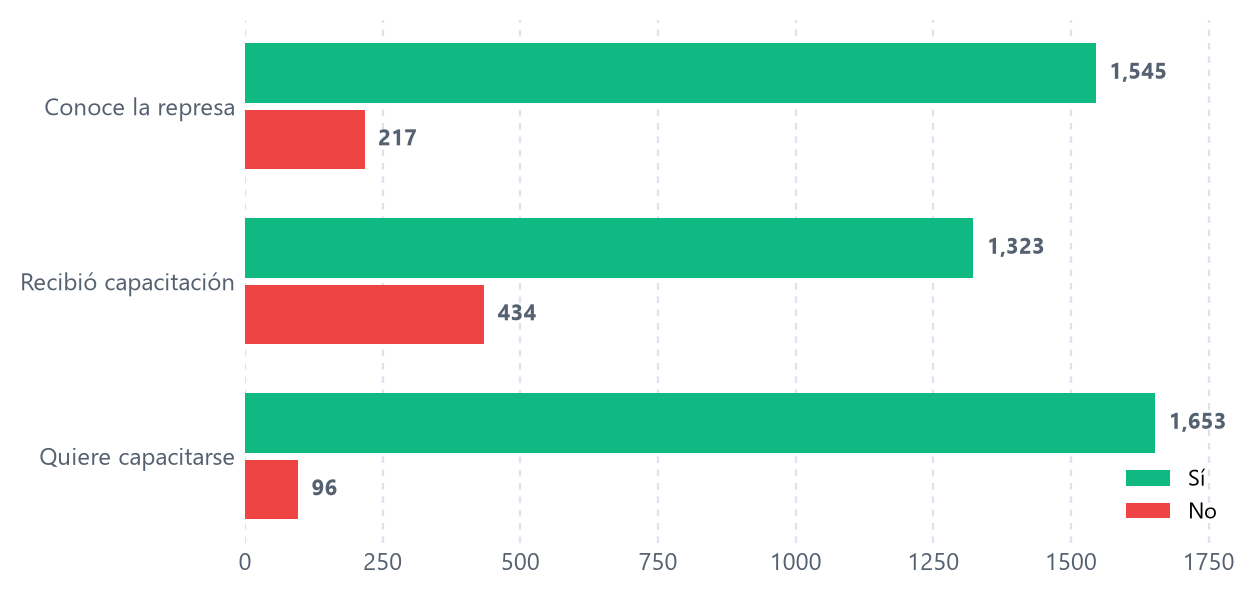 Conoce la represa
1,545
217
Recibió capacitación
1,323
434
Quiere capacitarse
1,653
96
Sí
No
0 250 500 750 1000 1250 1500 1750